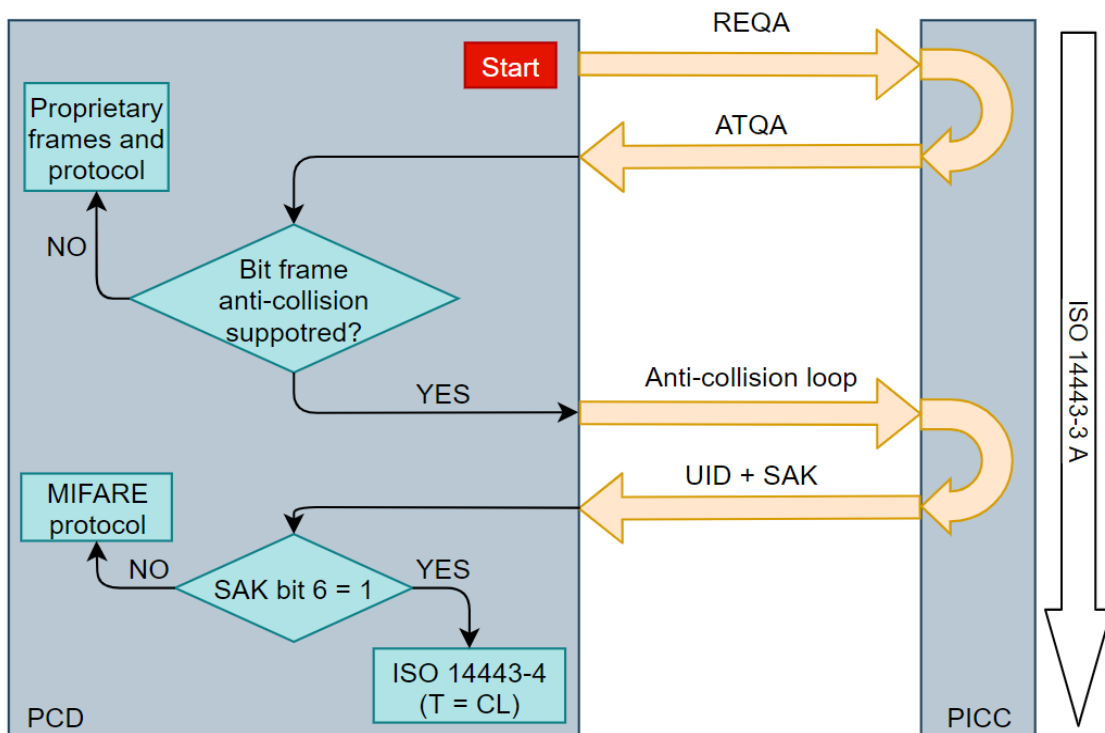 REQA
Start
Proprietary
frames and
protocol
ATQA
NO
Bit frame
anti-collision
suppotred?
YES
Anti-collision loop
ISO 14443-3 A
UID + SAK
MIFARE
protocol
NO
SAK bit 6 = 1
YES
ISO 14443-4
(T = CL)
PCD
PICC